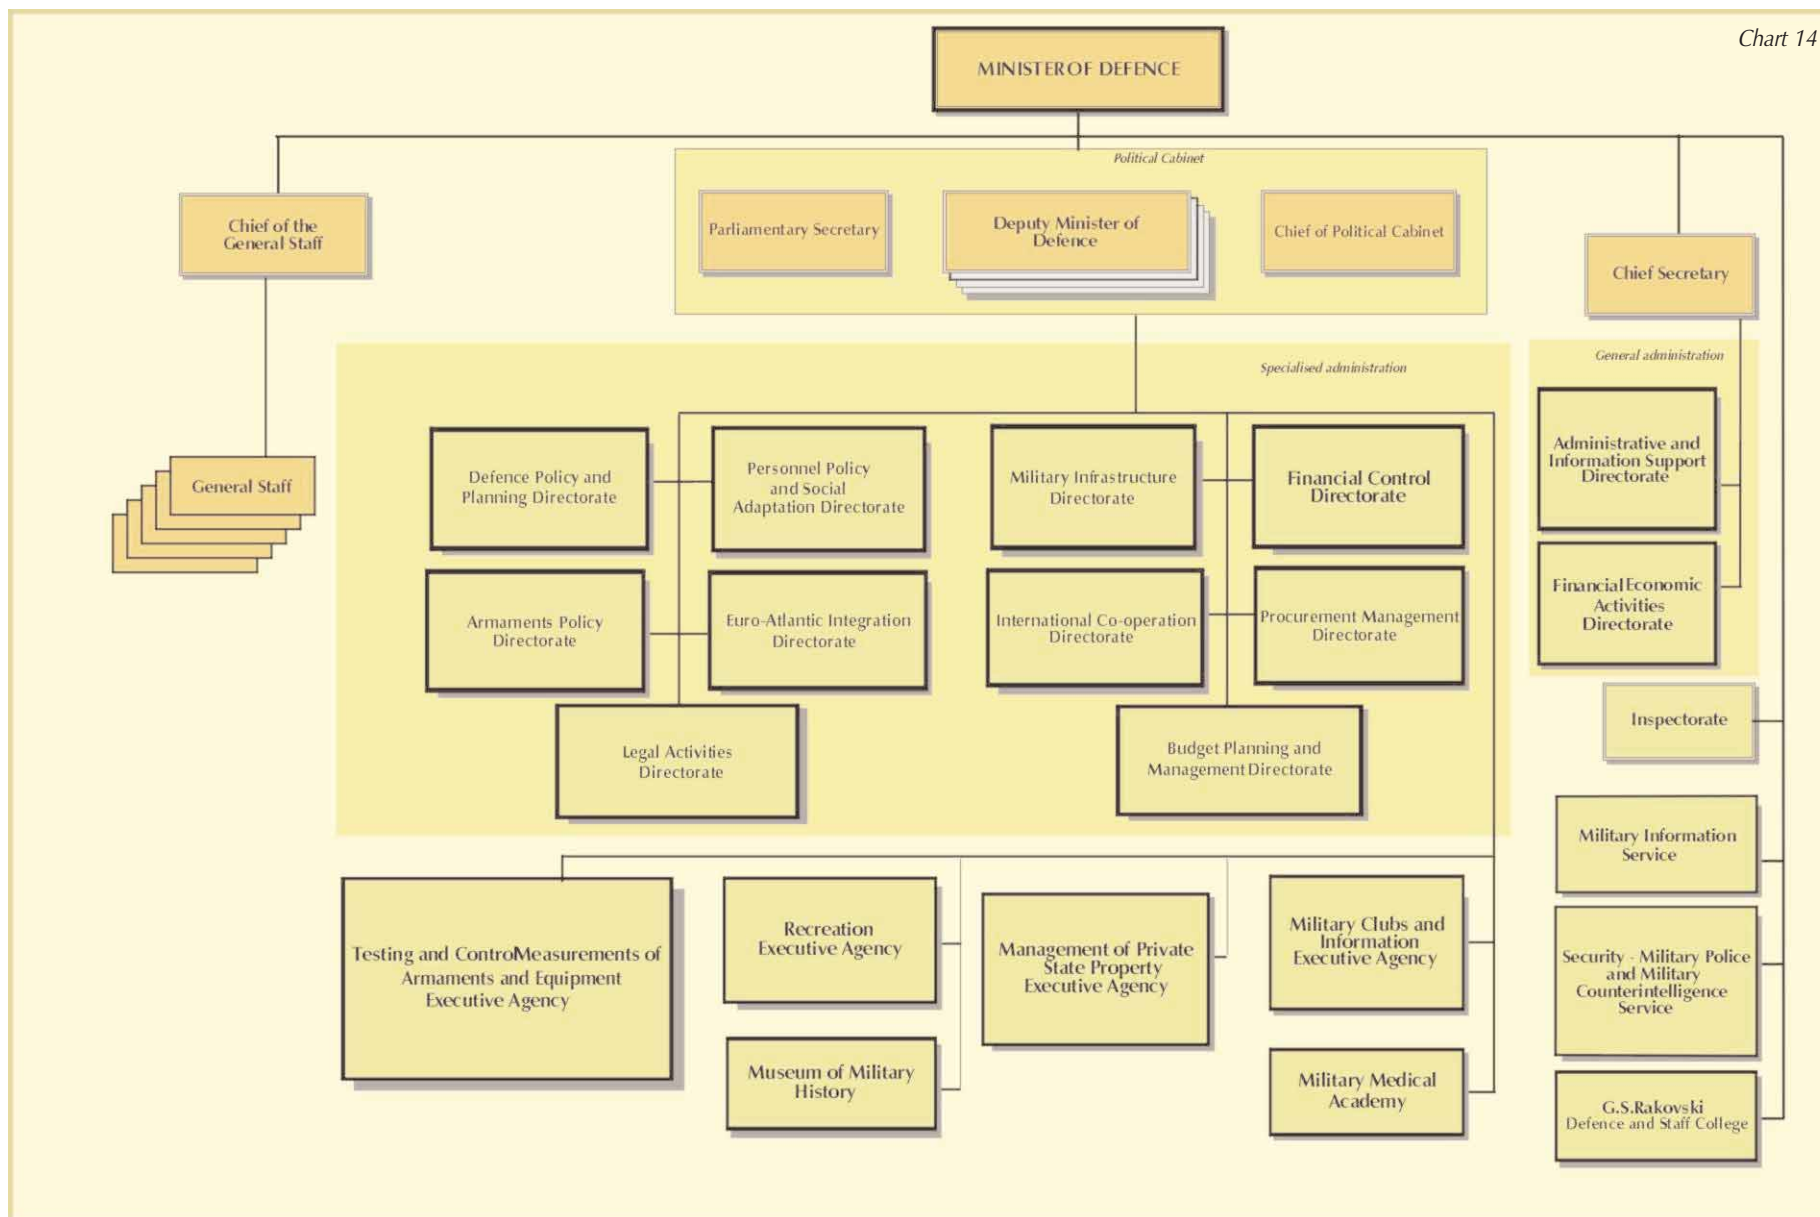 Chart 14
MINISTER OF DEFENCE
Political Cabinet
Chief of the
General Staff
Parliamentary Secretary
Deputy Minister of
Defence
Chief of Political Cabinet
Chief Secretary
General administration
Specialised administration
General Staff
Defence Policy and
Planning Directorate
Personnel Policy
and Social
Adaptation Directorate
Military Infrastructure
Directorate
Financial Control
Directorate
Administrative and
Information Support
Directorate
Armaments Policy
Directorate
Euro-Atlantic Integration
Directorate
International Co-operation
Directorate
Procurement Management
Directorate
Financial Economic
Activities
Directorate
Legal Activities
Directorate
Budget Planning and
Management Directorate
Inspectorate
Military Information
Service
Testing and ControMeasurements of
Armaments and Equipment
Executive Agency
Recreation
Executive Agency
Management of Private
State Property
Executive Agency
Military Clubs and
Information
Executive Agency
Security - Military Police
and Military
Counterintelligence
Service
Museum of Military
History
Military Medical
Academy
G.S.Rakovski
Defence and Staff College